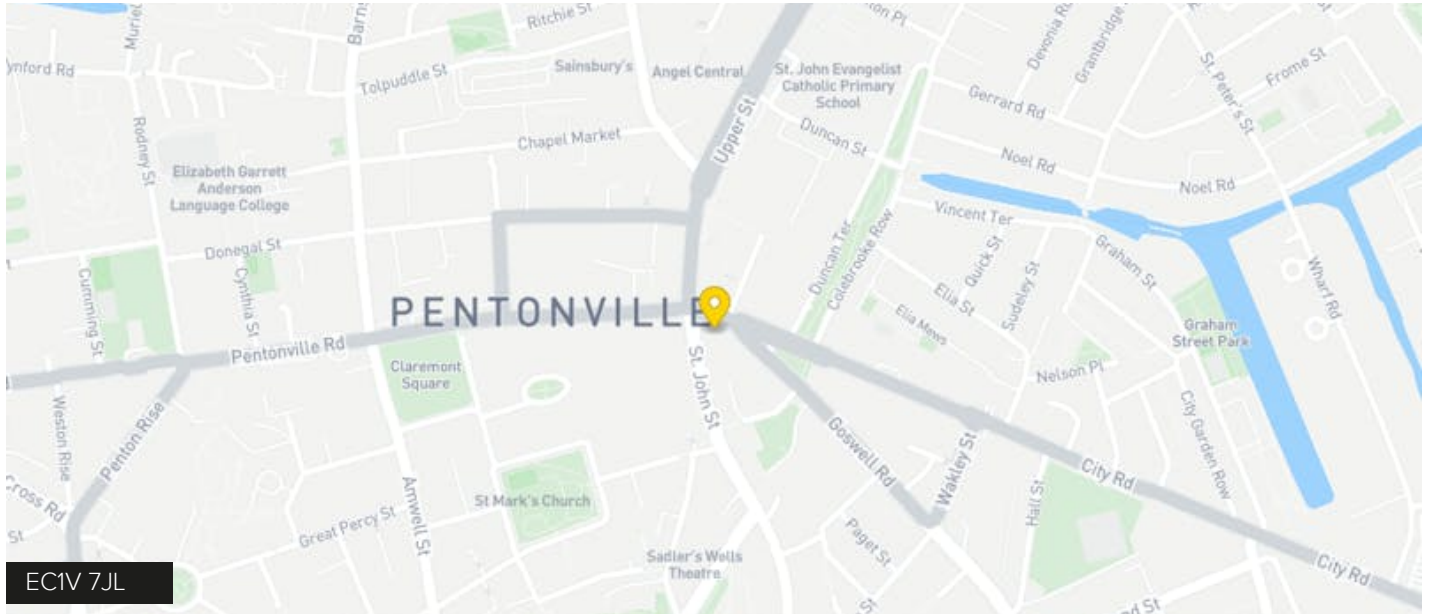 Muriel
Barns
Ritchie St
Sainsbury's
Angel Central
St. John Evangelist
Catholic Primary
School
Devonia R
Grantbridge
St. Peter's St
Frome St
Gerrard Rd
ynford Rd
Tolpuddle St
Rodney St
Chapel Market
Upper St
Duncan St
Noel Rd
Noel Rd
Elizabeth Garrett
Anderson
Language College
Donegal St
Cumming St
Cynthia St
Vincent Ter
Duncan Ter
Colebrooke Row
Quick St
Graham St
Elia St
Sudeley St
Elia Mews
Wharf Rd
PENTONVILLE
Pentonville Rd
Graham
Street Park
Claremont
Square
St. John St
Nelson Pl
Weston Rise
Penton Rise
Goswell Rd
City Garden Row
Wakley St
City Rd
Cross Rd
Amwell St
St Mark's Church
Hall St
Great Percy St
Paget St
St
Sadler's Wells
Theatre
City Rd
EC1V 7JL
St
d St